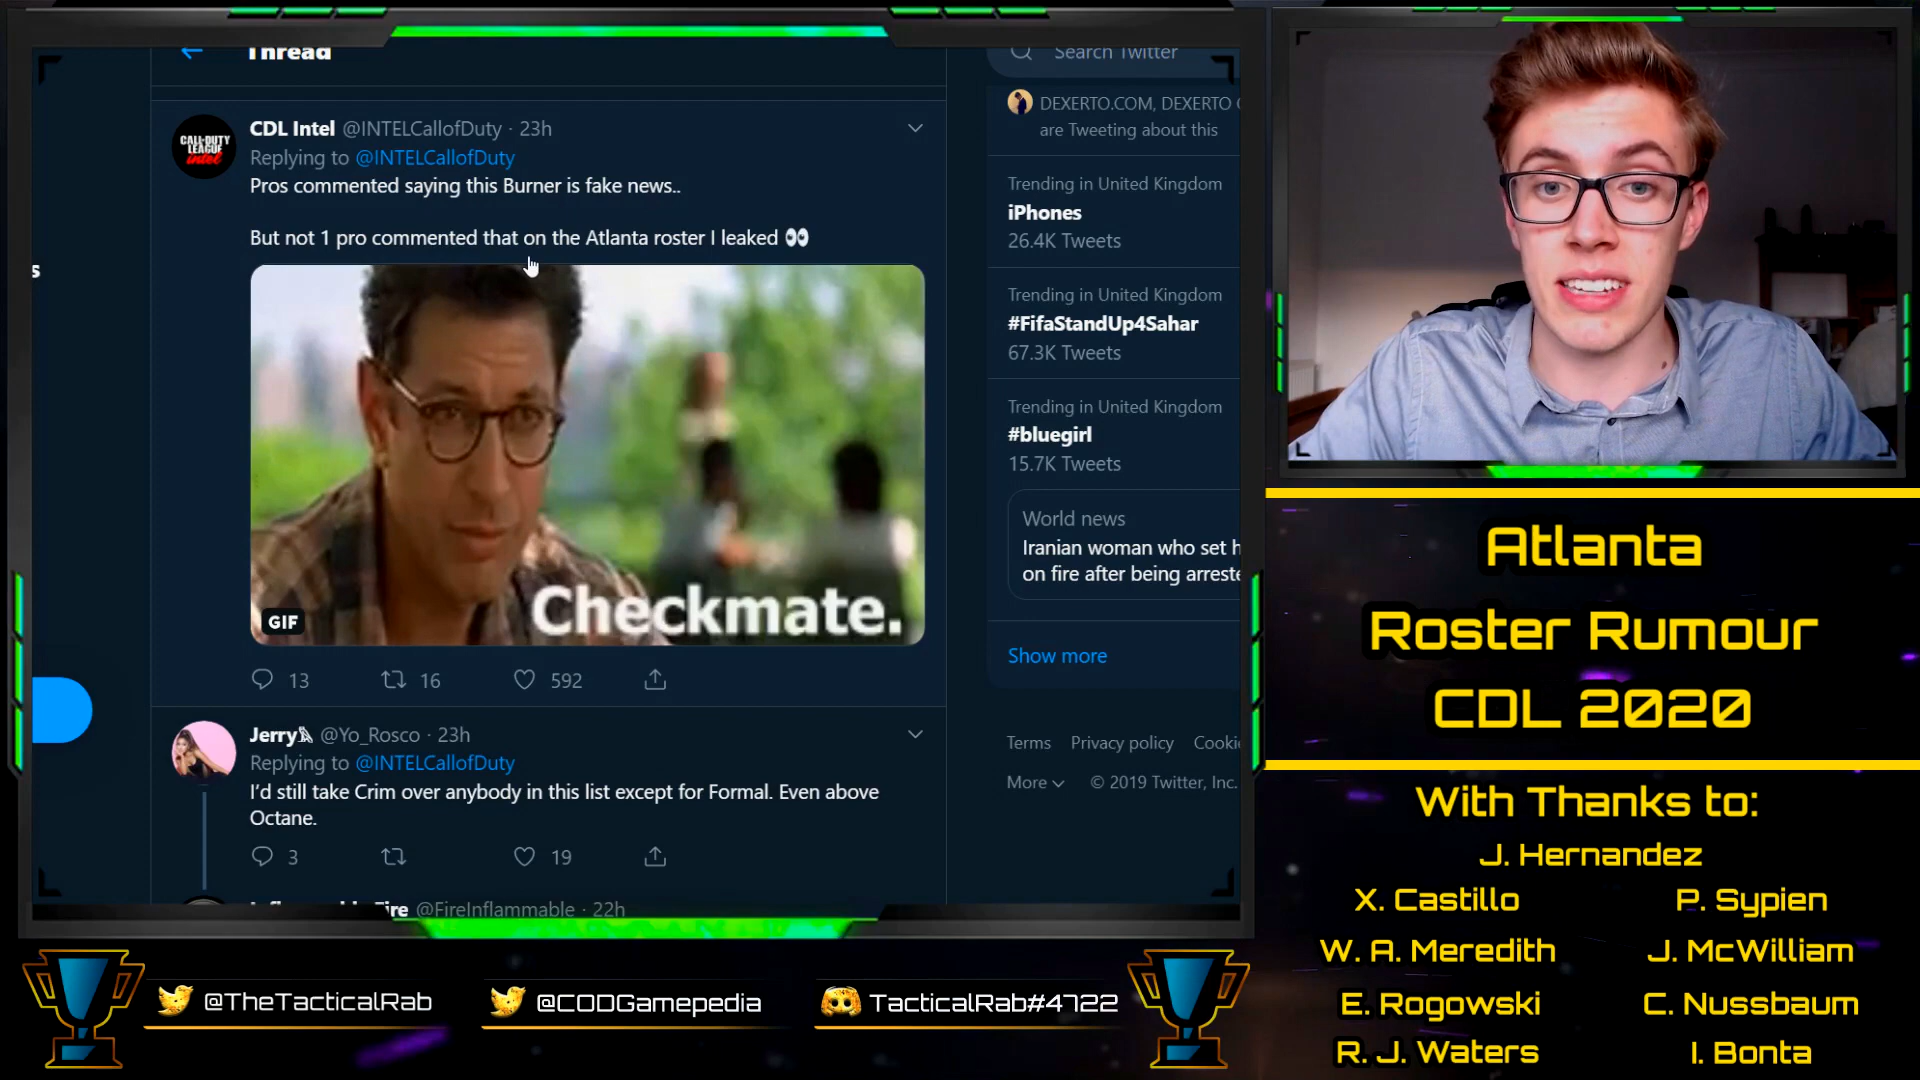 Thread
CDL Intel @INTELCallofDuty · 23h
CALL·DUTY
LEAGUE
intel
Replying to @INTELCallofDuty
Pros commented saying this Burner is fake news..
But not 1 pro commented that on the Atlanta roster I leaked 👀
s
Checkmate.
GIF
13 16 592
Jerry @Yo_Rosco · 23h
Replying to @INTELCallofDuty
I'd still take Crim over anybody in this list except for Formal. Even above
Octane.
3 19
Fire @FireInflammable · 22h
Search Twitter
DEXERTO.COM, DEXERTO
are Tweeting about this
Trending in United Kingdom
iPhones
26.4K Tweets
Trending in United Kingdom
#FifaStandUp4Sahar
67.3K Tweets
Trending in United Kingdom
#bluegirl
15.7K Tweets
World news
Iranian woman who set h
on fire after being arreste
Show more
Terms Privacy policy Cooki
More © 2019 Twitter, Inc.
Atlanta
Roster Rumour
CDL 2020
With Thanks to:
J. Hernandez
X. Castillo P. Sypien
W. A. Meredith J. McWilliam
E. Rogowski C. Nussbaum
R. J. Waters I. Bonta
@TheTacticalRab @CODGamepedia TacticalRab#4722